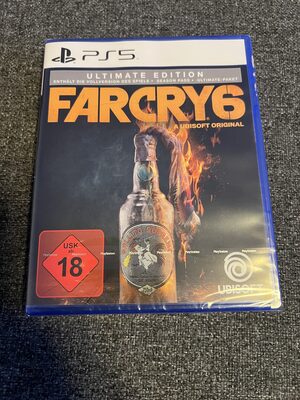 PS5
ULTIMATE EDITION
ENTHÄLT DIE VOLLVERSION DES SPIELS + SEASON PASS + ULTIMATE-PAKET
FARCRY6
A UBISOFT ORIGINAL
USK
ab
18
UBISOFT